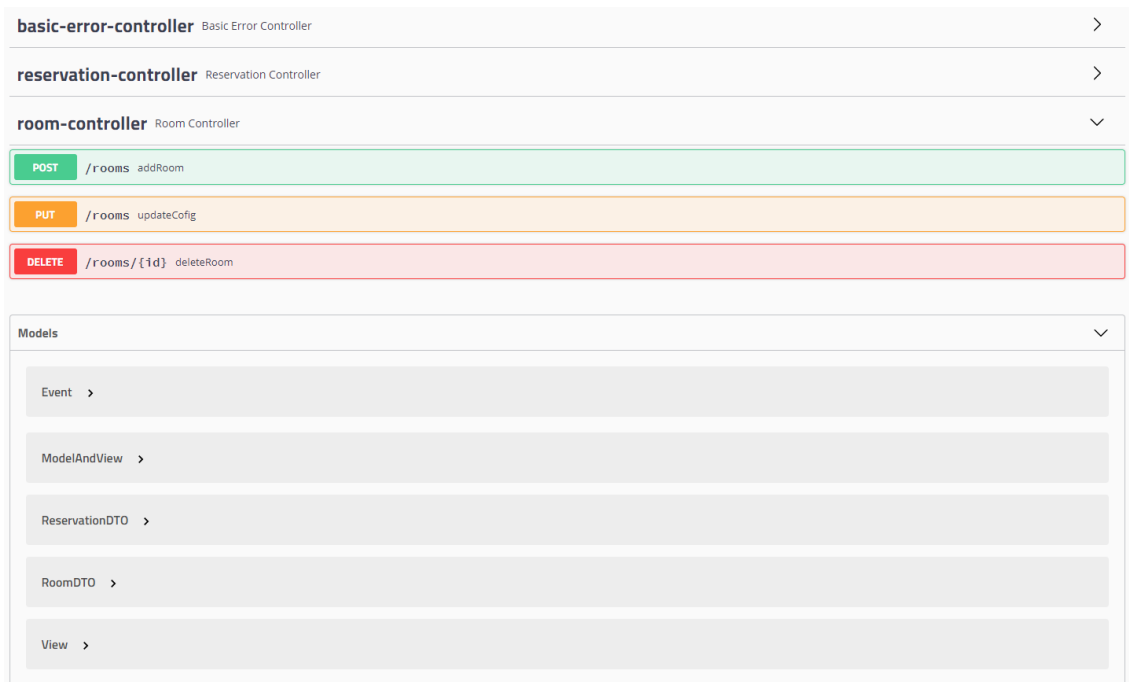 basic-error-controller Basic Error Controller
reservation-controller Reservation Controller
room-controller Room Controller
POST /rooms addRoom
PUT /rooms updateCofig
DELETE /rooms/{id} deleteRoom
Models
Event
ModelAndView
ReservationDTO
RoomDTO
View